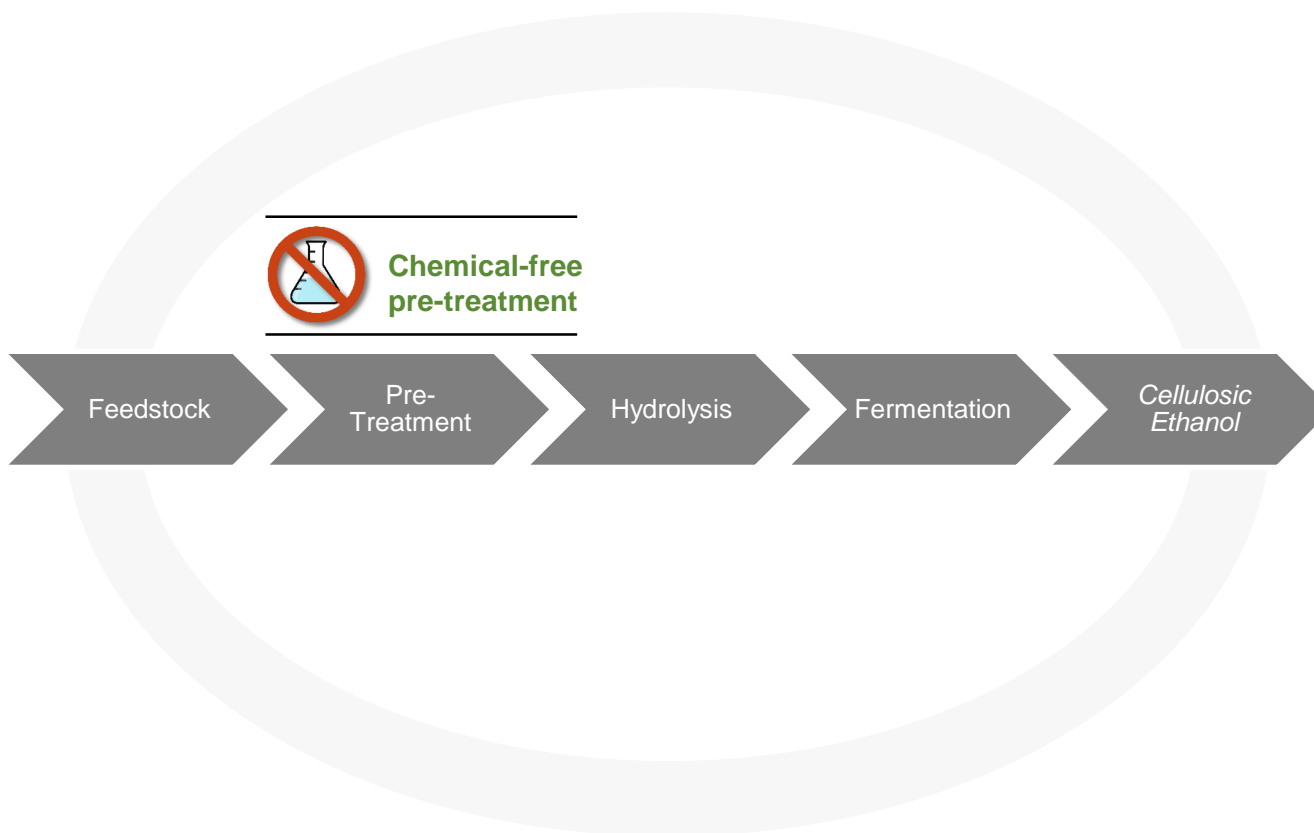 Chemical-free
pre-treatment
Feedstock
Pre-
Treatment
Hydrolysis
Fermentation
Cellulosic
Ethanol